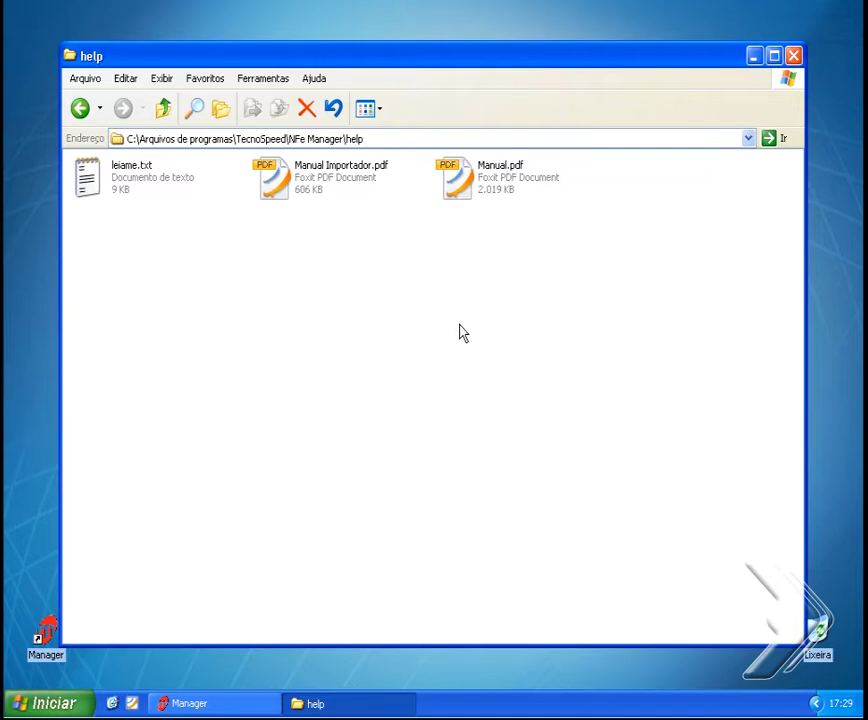 help
Arquivo Editar Exibir Favoritos Ferramentas Ajuda
Endereço C:\Arquivos de programas\TecnoSpeed\NFe Manager\help Ir
leiame.txt
Documento de texto
9 KB
PDF
Manual Importador.pdf
Foxit PDF Document
606 KB
PDF
Manual.pdf
Foxit PDF Document
2.019 KB
Manager
Lixeira
Iniciar Manager help 17:29